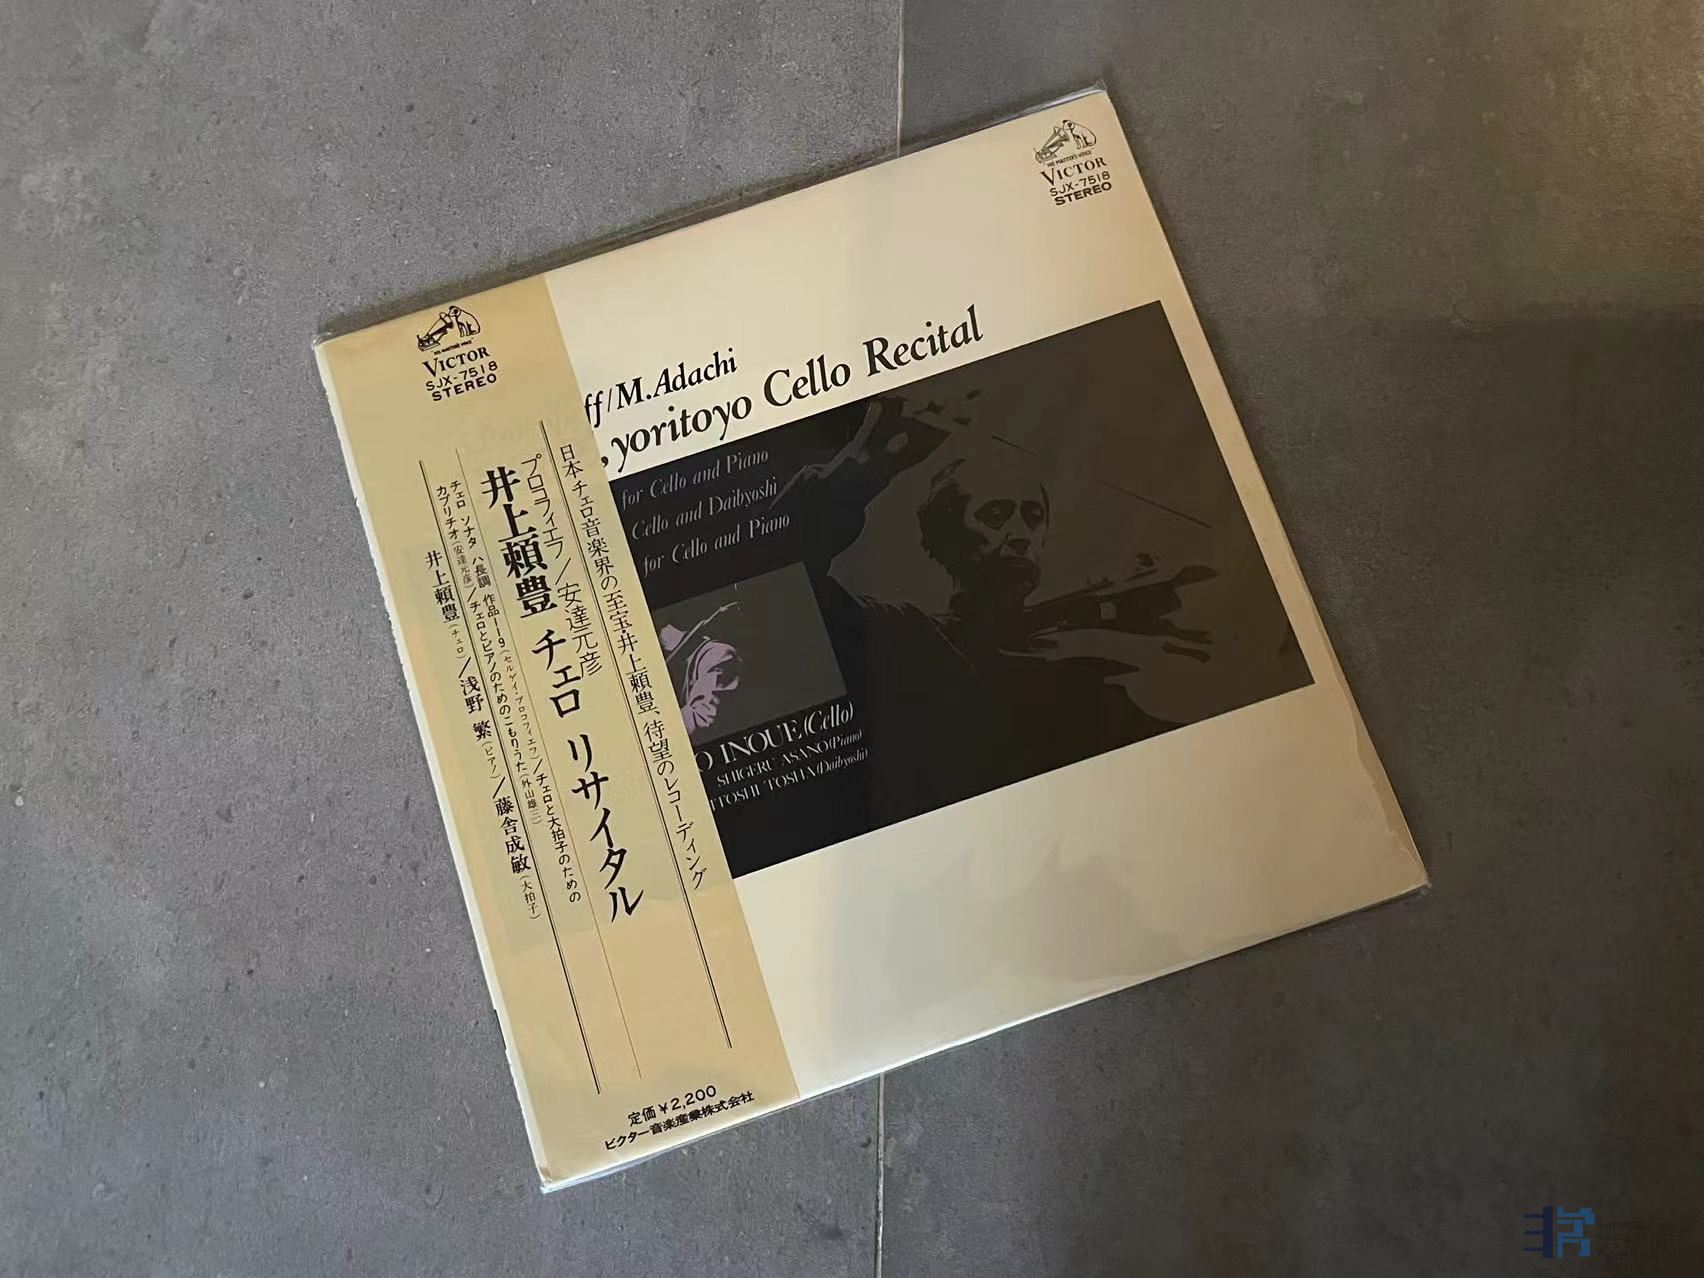 HIS MASTER'S VOICE
VICTOR
SJX-7518
STEREO
日本チェロ音楽界の至宝・井上頼豊、待望のレコーディング
プロコフィエフ/安達元彦
井上頼豊 チェロ リサイタル
チェロ ソナタ ハ長調 作品119(セルゲイ・プロコフィエフ)/チェロと大拍子のための
カプリチオ(安達元彦)/チェロとピアノのためのこもりうた(外山雄三)
井上頼豊(チェロ)/浅野 繁(ピアノ)/藤舎成敏(大拍子)
定価¥2,200
ビクター音楽産業株式会社
HIS MASTER'S VOICE
VICTOR
SJX-7518
STEREO
ff/M.Adachi
,yoritoyo Cello Recital
for Cello and Piano
Cello and Daibyoshi
for Cello and Piano
O INOUE(Cello)
SHIGERU ASANO(Piano)
TOSHI TOSHA(Daibyoshi)